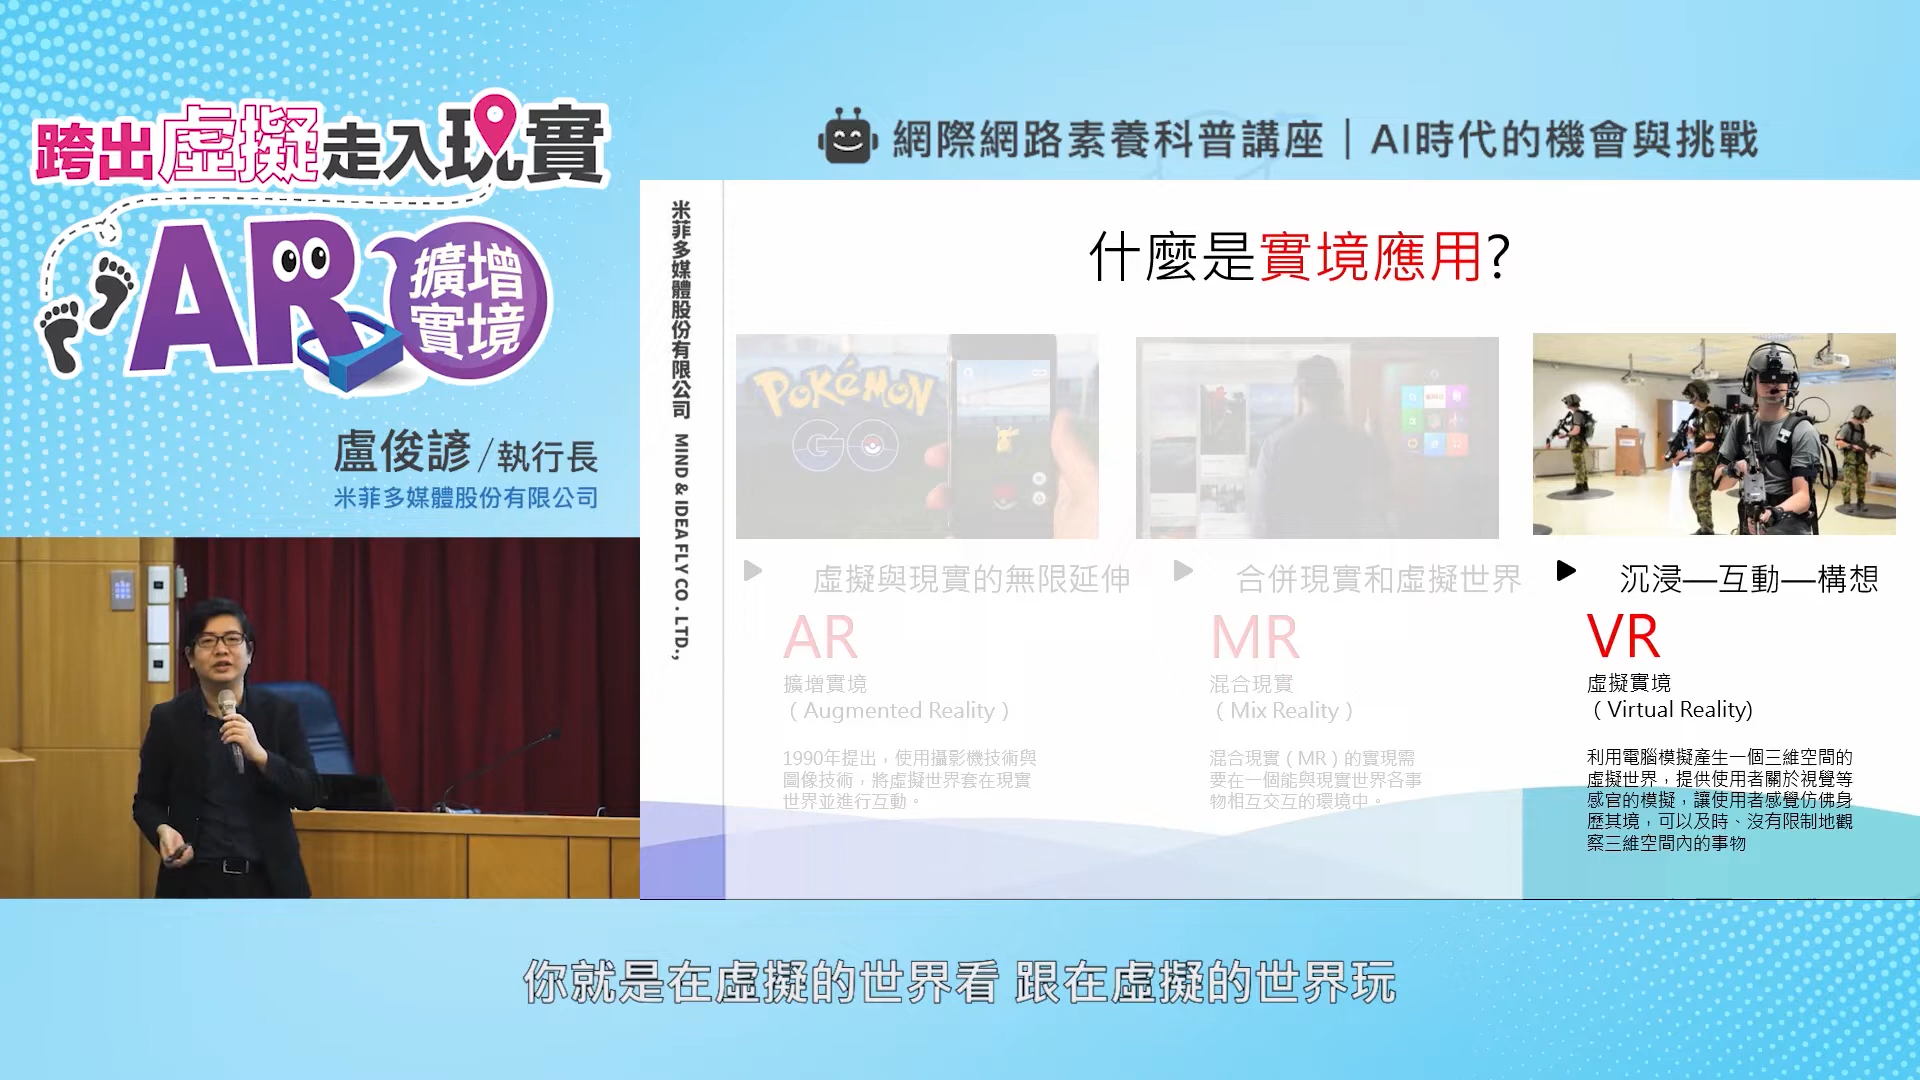 跨出虛擬走入現實
AR
擴增
實境
盧俊諺/執行長
米菲多媒體股份有限公司
網際網路素養科普講座｜AI時代的機會與挑戰
米菲多媒體股份有限公司 MIND & IDEA FLY CO . LTD.,
什麼是實境應用?
POKéMON
GO
虛擬與現實的無限延伸
AR
擴增實境
（Augmented Reality）
1990年提出，使用攝影機技術與
圖像技術，將虛擬世界套在現實
世界並進行互動。
合併現實和虛擬世界
MR
混合現實
（Mix Reality）
混合現實（MR）的實現需
要在一個能與現實世界各事
物相互交互的環境中。
沉浸—互動—構想
VR
虛擬實境
（Virtual Reality)
利用電腦模擬產生一個三維空間的
虛擬世界，提供使用者關於視覺等
感官的模擬，讓使用者感覺仿佛身
歷其境，可以及時、沒有限制地觀
察三維空間內的事物
你就是在虛擬的世界看 跟在虛擬的世界玩